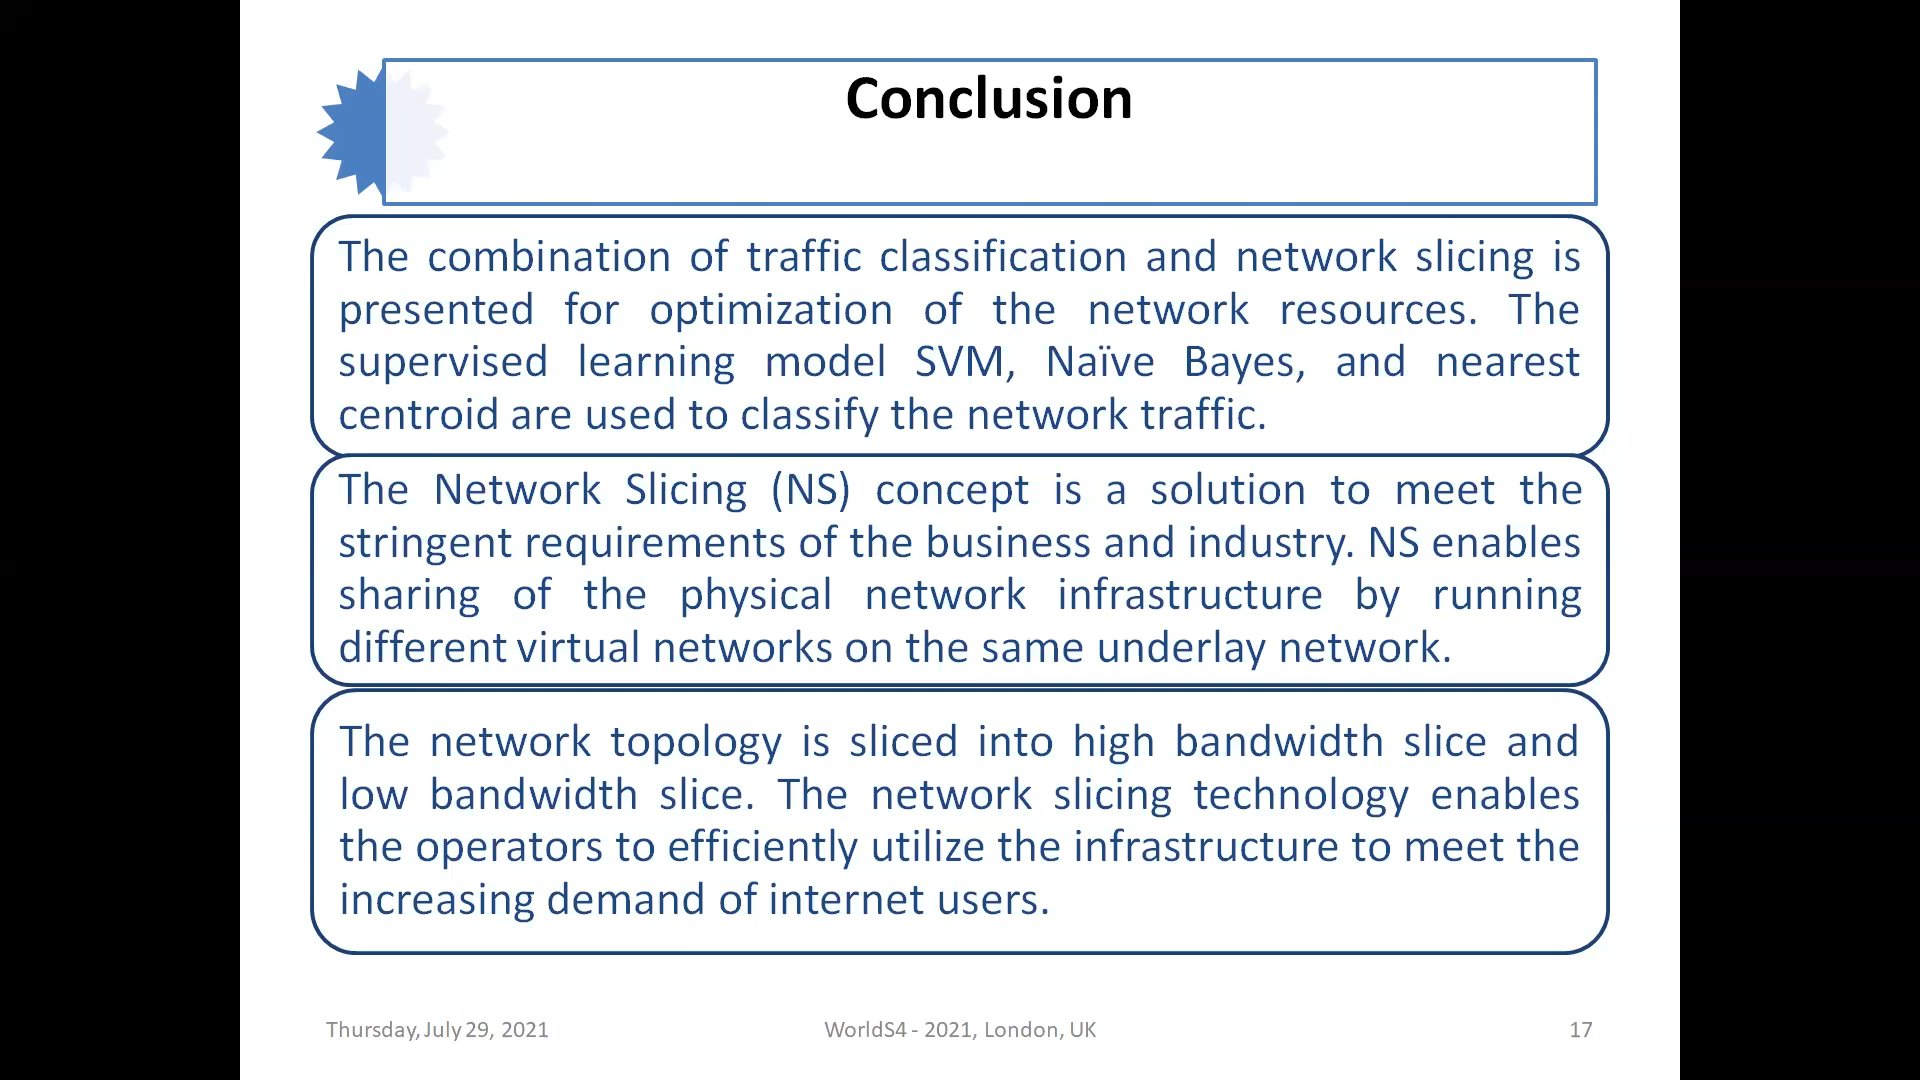 Conclusion
The combination of traffic classification and network slicing is
presented for optimization of the network resources. The
supervised learning model SVM, Naïve Bayes, and nearest
centroid are used to classify the network traffic.
The Network Slicing (NS) concept is a solution to meet the
stringent requirements of the business and industry. NS enables
sharing of the physical network infrastructure by running
different virtual networks on the same underlay network.
The network topology is sliced into high bandwidth slice and
low bandwidth slice. The network slicing technology enables
the operators to efficiently utilize the infrastructure to meet the
increasing demand of internet users.
Thursday, July 29, 2021
WorldS4 - 2021, London, UK
17